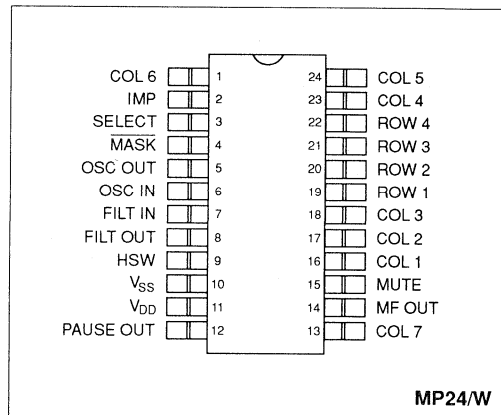 COL 6 1 24 COL 5
IMP 2 23 COL 4
SELECT 3 22 ROW 4
MASK 4 21 ROW 3
OSC OUT 5 20 ROW 2
OSC IN 6 19 ROW 1
FILT IN 7 18 COL 3
FILT OUT 8 17 COL 2
HSW 9 16 COL 1
VSS 10 15 MUTE
VDD 11 14 MF OUT
PAUSE OUT 12 13 COL 7
MP24/W